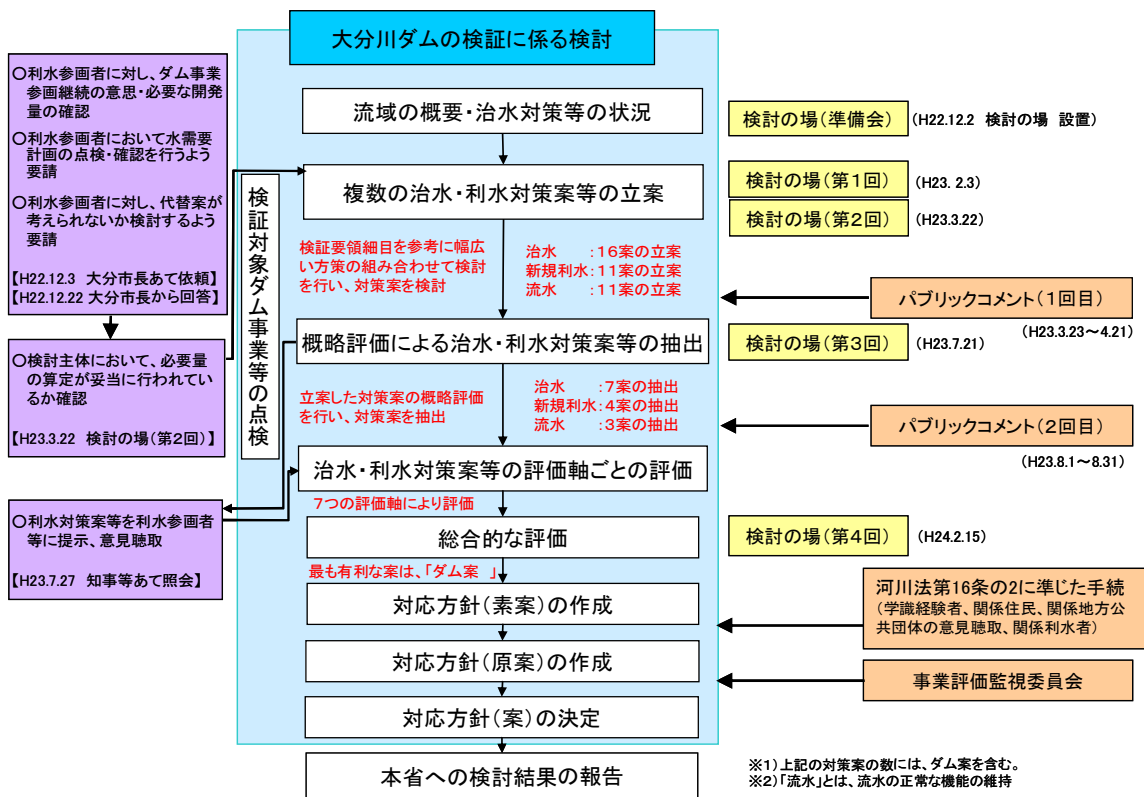 大分川ダムの検証に係る検討
○利水参画者に対し、ダム事業
参画継続の意思・必要な開発
量の確認
○利水参画者において水需要
計画の点検・確認を行うよう
要請
○利水参画者に対し、代替案が
考えられないか検討するよう
要請
【H22.12.3 大分市長あて依頼】
【H22.12.22 大分市長から回答】
○検討主体において、必要量
の算定が妥当に行われてい
るか確認
【H23.3.22 検討の場(第2回)】
○利水対策案等を利水参画者
等に提示、意見聴取
【H23.7.27 知事等あて照会】
検証対象ダム事業等の点検
流域の概要・治水対策等の状況
複数の治水・利水対策案等の立案
検証要領細目を参考に幅広
い方策の組み合わせて検討
を行い、対策案を検討
治水 :16案の立案
新規利水:11案の立案
流水 :11案の立案
概略評価による治水・利水対策案等の抽出
立案した対策案の概略評価
を行い、対策案を抽出
治水 :7案の抽出
新規利水:4案の抽出
流水 :3案の抽出
治水・利水対策案等の評価軸ごとの評価
7つの評価軸により評価
総合的な評価
最も有利な案は、「ダム案 」
対応方針(素案)の作成
対応方針(原案)の作成
対応方針(案)の決定
本省への検討結果の報告
検討の場(準備会)
(H22.12.2 検討の場 設置)
検討の場(第1回)
(H23. 2.3)
検討の場(第2回)
(H23.3.22)
パブリックコメント(1回目)
(H23.3.23～4.21)
検討の場(第3回)
(H23.7.21)
パブリックコメント(2回目)
(H23.8.1～8.31)
検討の場(第4回)
(H24.2.15)
河川法第16条の2に準じた手続
(学識経験者、関係住民、関係地方公
共団体の意見聴取、関係利水者)
事業評価監視委員会
※1)上記の対策案の数には、ダム案を含む。
※2)「流水」とは、流水の正常な機能の維持